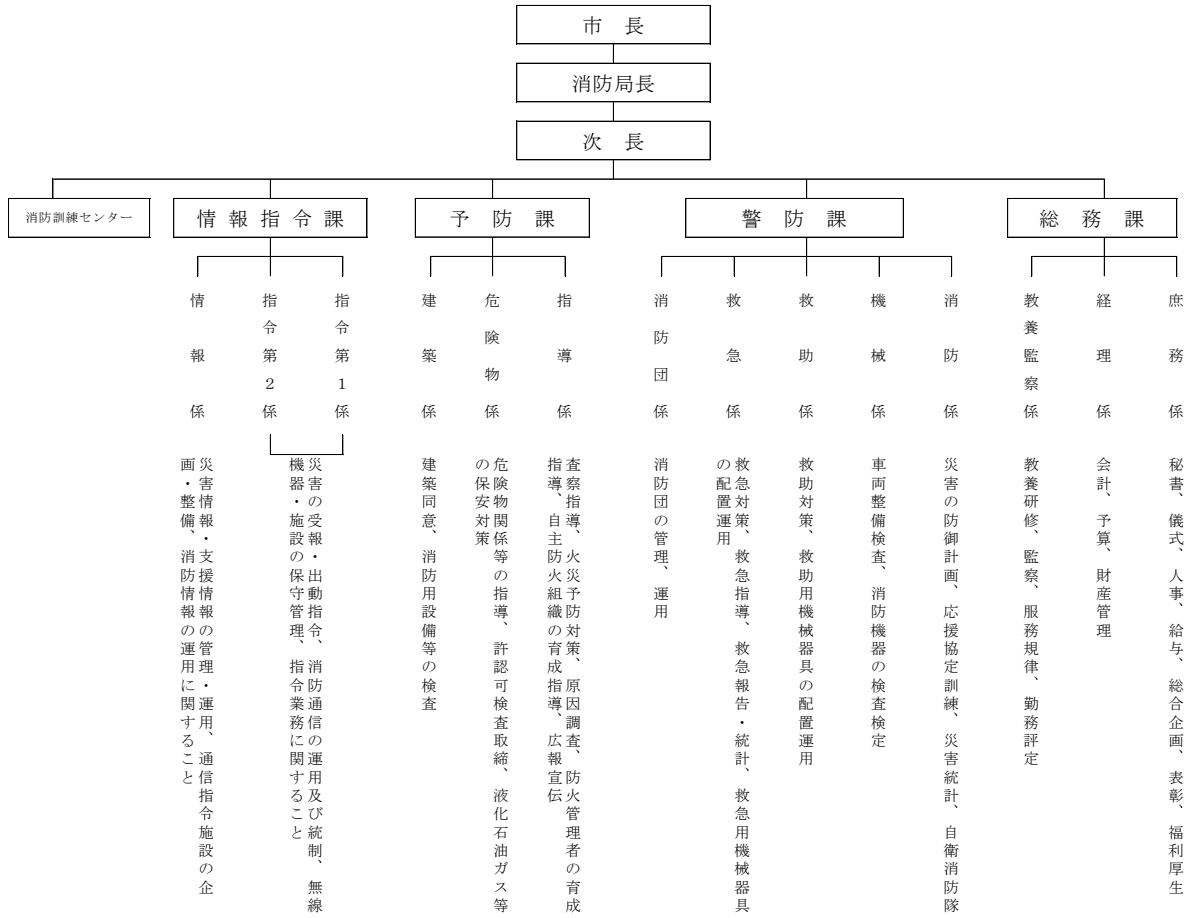 市長
消防局長
次長
総務課
警防課
予防課
情報指令課
消防訓練センター
庶務係
経理係
教養監察係
消防係
機械係
救助係
救急係
消防団係
指導係
危険物係
建築係
指令第1係
指令第2係
情報係
秘書、儀式、人事、給与、総合企画、表彰、福利厚生
会計、予算、財産管理
教養研修、監察、服務規律、勤務評定
災害の防御計画、応援協定訓練、災害統計、自衛消防隊
車両整備検査、消防機器の検査検定
救助対策、救助用機械器具の配置運用
救急対策、救急指導、救急報告・統計、救急用機械器具
の配置運用
消防団の管理、運用
査察指導、火災予防対策、原因調査、防火管理者の育成
指導、自主防火組織の育成指導、広報宣伝
危険物関係等の指導、許認可検査取締、液化石油ガス等
の保安対策
建築同意、消防用設備等の検査
災害の受報・出動指令、消防通信の運用及び統制、無線
機器・施設の保守管理、指令業務に関すること
災害情報・支援情報の管理・運用、通信指令施設の企
画・整備、消防情報の運用に関すること